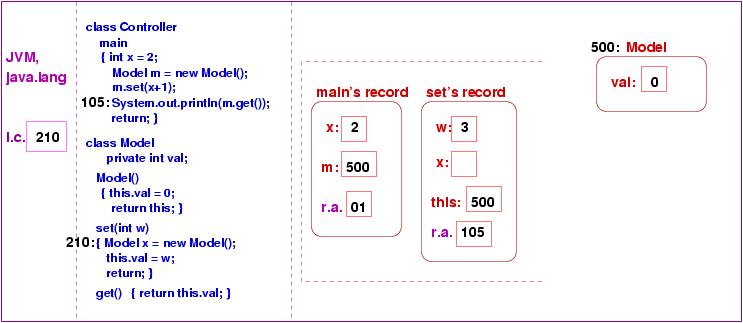 JVM,
java.lang
i.c. 210
class Controller
main
{ int x = 2;
Model m = new Model();
m.set(x+1);
105: System.out.println(m.get());
return; }
class Model
private int val;
Model()
{ this.val = 0;
return this; }
set(int w)
210: { Model x = new Model();
this.val = w;
return; }
get() { return this.val; }
main's record
x: 2
m: 500
r.a. 01
set's record
w: 3
x:
this: 500
r.a. 105
500: Model
val: 0